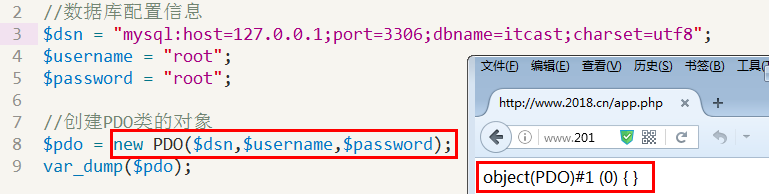 2 //数据库配置信息
3 $dsn = "mysql:host=127.0.0.1;port=3306;dbname=itcast;charset=utf8";
4 $username = "root";
5 $password = "root";
6
7 //创建PDO类的对象
8 $pdo = new PDO($dsn,$username,$password);
9 var_dump($pdo);
文件(F) 编辑(E) 查看(V) 历史(S) 书签(B) 工具(
http://www.2018.cn/app.php
www.201
object(PDO)#1 (0) { }